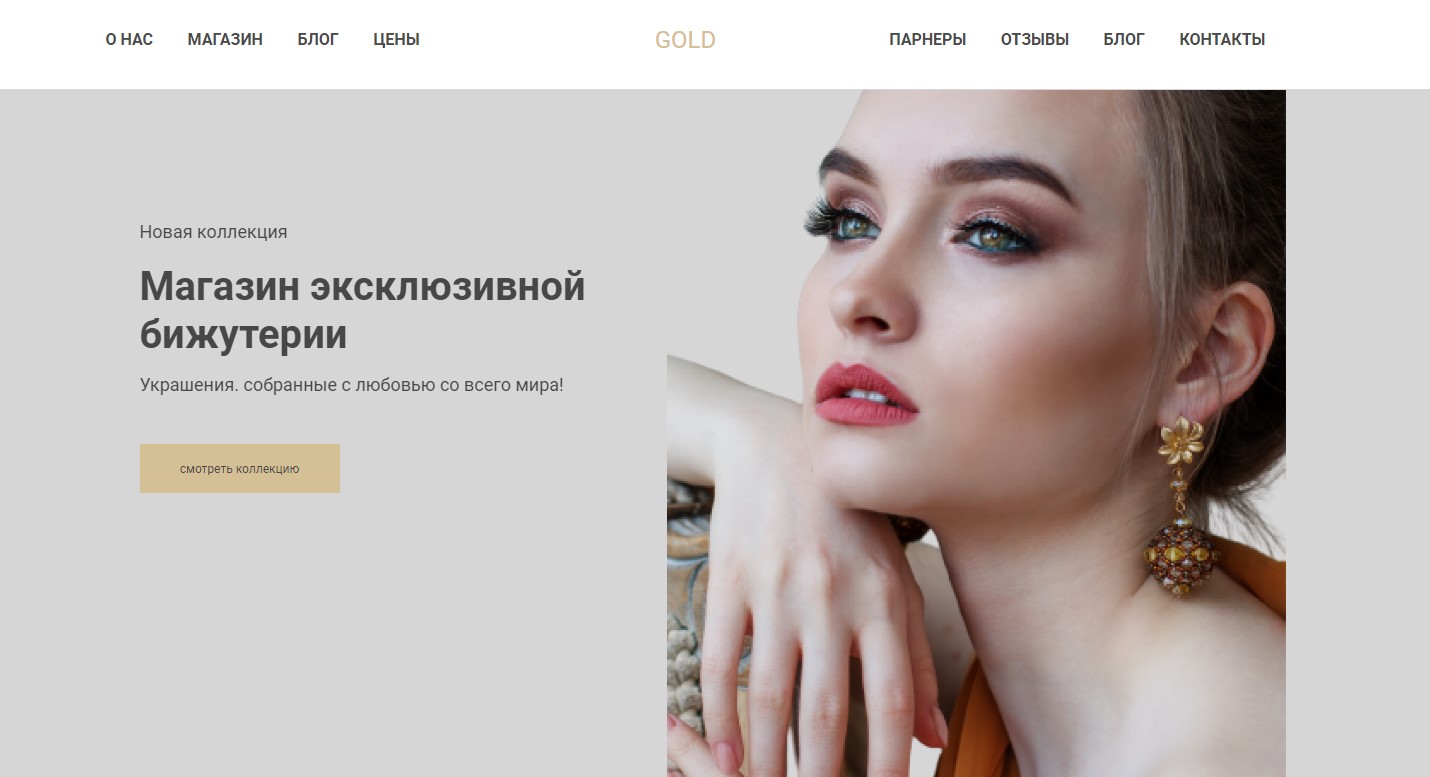 О НАС МАГАЗИН БЛОГ ЦЕНЫ GOLD ПАРНЕРЫ ОТЗЫВЫ БЛОГ КОНТАКТЫ
Новая коллекция
Магазин эксклюзивной
бижутерии
Украшения. собранные с любовью со всего мира!
смотреть коллекцию